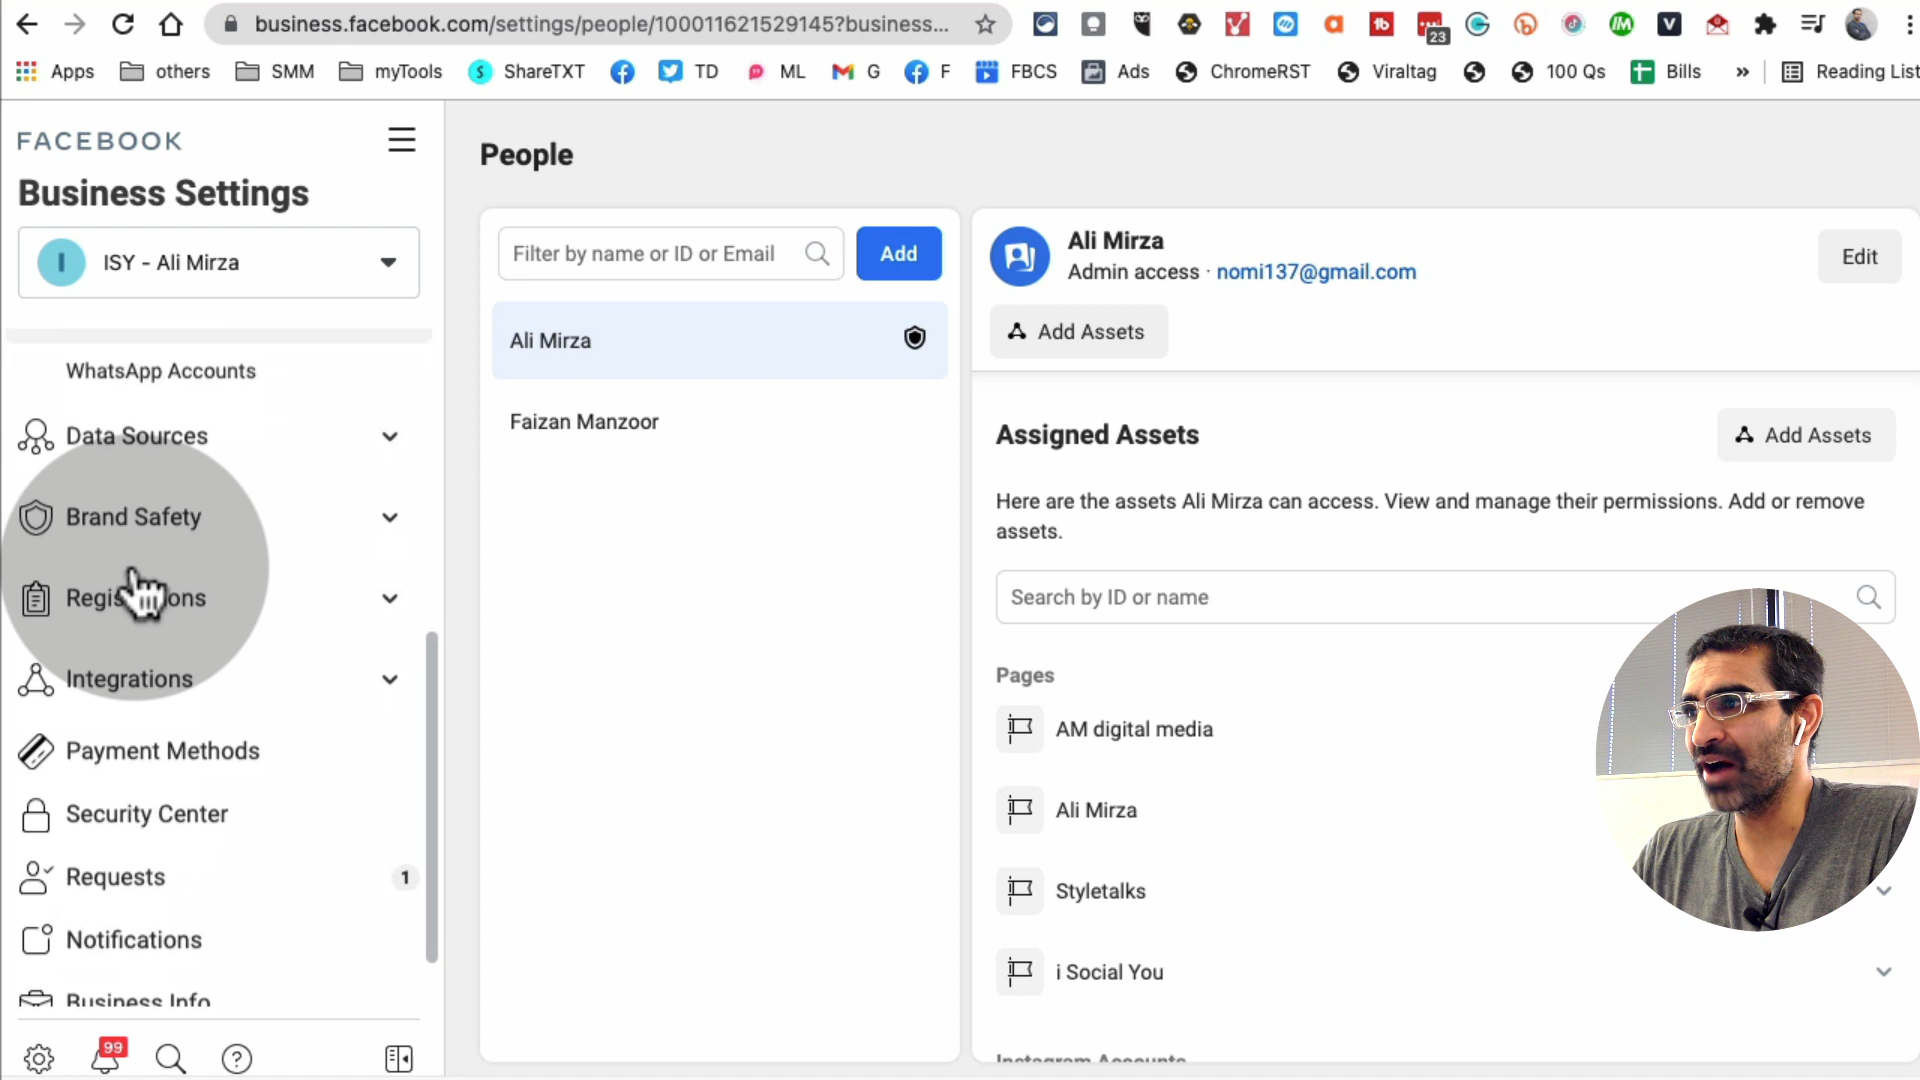 business.facebook.com/settings/people/100011621529145?business...
23
Apps
others
SMM
myTools
ShareTXT
TD
ML
G
F
FBCS
Ads
ChromeRST
Viraltag
100 Qs
Bills
»
Reading List
FACEBOOK
Business Settings
I
ISY - Ali Mirza
WhatsApp Accounts
Data Sources
Brand Safety
Integrations
Payment Methods
Security Center
Requests
1
Notifications
Business Info
99
People
Filter by name or ID or Email
Add
Ali Mirza
Faizan Manzoor
Ali Mirza
Admin access · nomi137@gmail.com
Edit
Add Assets
Assigned Assets
Add Assets
Here are the assets Ali Mirza can access. View and manage their permissions. Add or remove
assets.
Search by ID or name
Pages
AM digital media
Ali Mirza
Styletalks
i Social You
Instagram Accounts